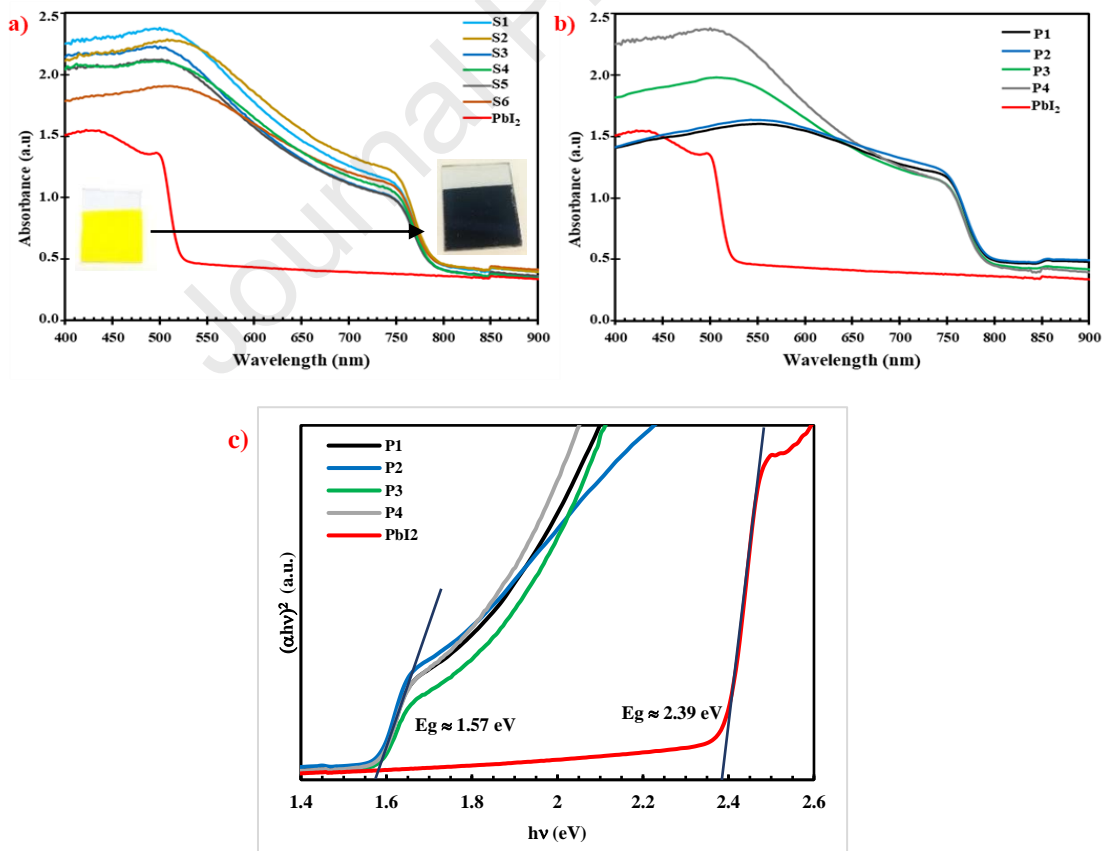 a)
2.5
2.0
1.5
1.0
0.5
0.0
Absorbance (a.u)
400 450 500 550 600 650 700 750 800 850 900
Wavelength (nm)
S1
S2
S3
S4
S5
S6
PbI₂
b)
2.5
2.0
1.5
1.0
0.5
0.0
Absorbance (a.u)
400 450 500 550 600 650 700 750 800 850 900
Wavelength (nm)
P1
P2
P3
P4
PbI₂
Journal P
c)
P1
P2
P3
P4
PbI2
(αhν)² (a.u.)
Eg ≈ 1.57 eV
Eg ≈ 2.39 eV
1.4 1.6 1.8 2 2.2 2.4 2.6
hν (eV)